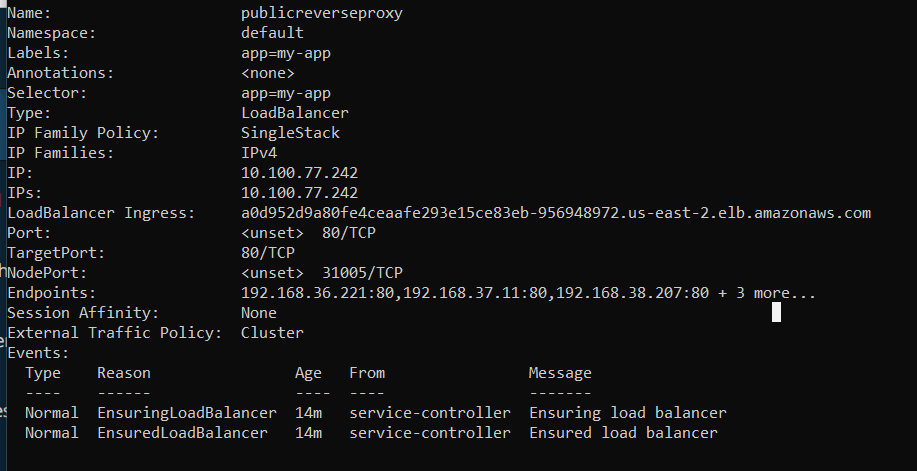 Name: publicreverseproxy
Namespace: default
Labels: app=my-app
Annotations: <none>
Selector: app=my-app
Type: LoadBalancer
IP Family Policy: SingleStack
IP Families: IPv4
IP: 10.100.77.242
IPs: 10.100.77.242
LoadBalancer Ingress: a0d952d9a80fe4ceaafe293e15ce83eb-956948972.us-east-2.elb.amazonaws.com
Port: <unset> 80/TCP
TargetPort: 80/TCP
NodePort: <unset> 31005/TCP
Endpoints: 192.168.36.221:80,192.168.37.11:80,192.168.38.207:80 + 3 more...
Session Affinity: None
External Traffic Policy: Cluster
Events:
Type Reason Age From Message
---- ------ ---- ---- -------
Normal EnsuringLoadBalancer 14m service-controller Ensuring load balancer
Normal EnsuredLoadBalancer 14m service-controller Ensured load balancer